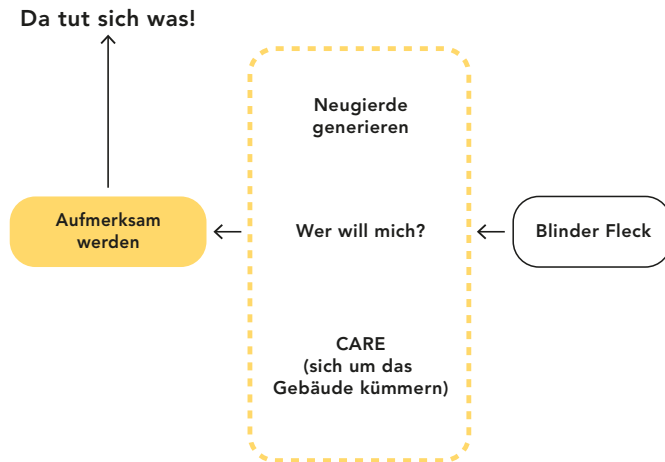 Da tut sich was!
Neugierde
generieren
Aufmerksam
werden
Wer will mich?
Blinder Fleck
CARE
(sich um das
Gebäude kümmern)